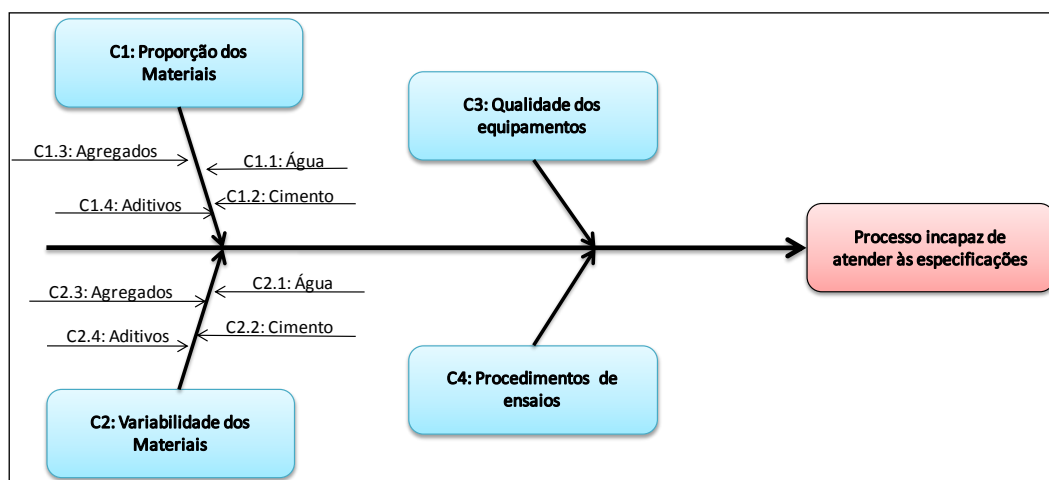 C1: Proporção dos
Materiais
C3: Qualidade dos
equipamentos
C1.3: Agregados
C1.1: Água
C1.4: Aditivos
C1.2: Cimento
Processo incapaz de
atender às especificações
C2.3: Agregados
C2.1: Água
C2.4: Aditivos
C2.2: Cimento
C4: Procedimentos de
ensaios
C2: Variabilidade dos
Materiais